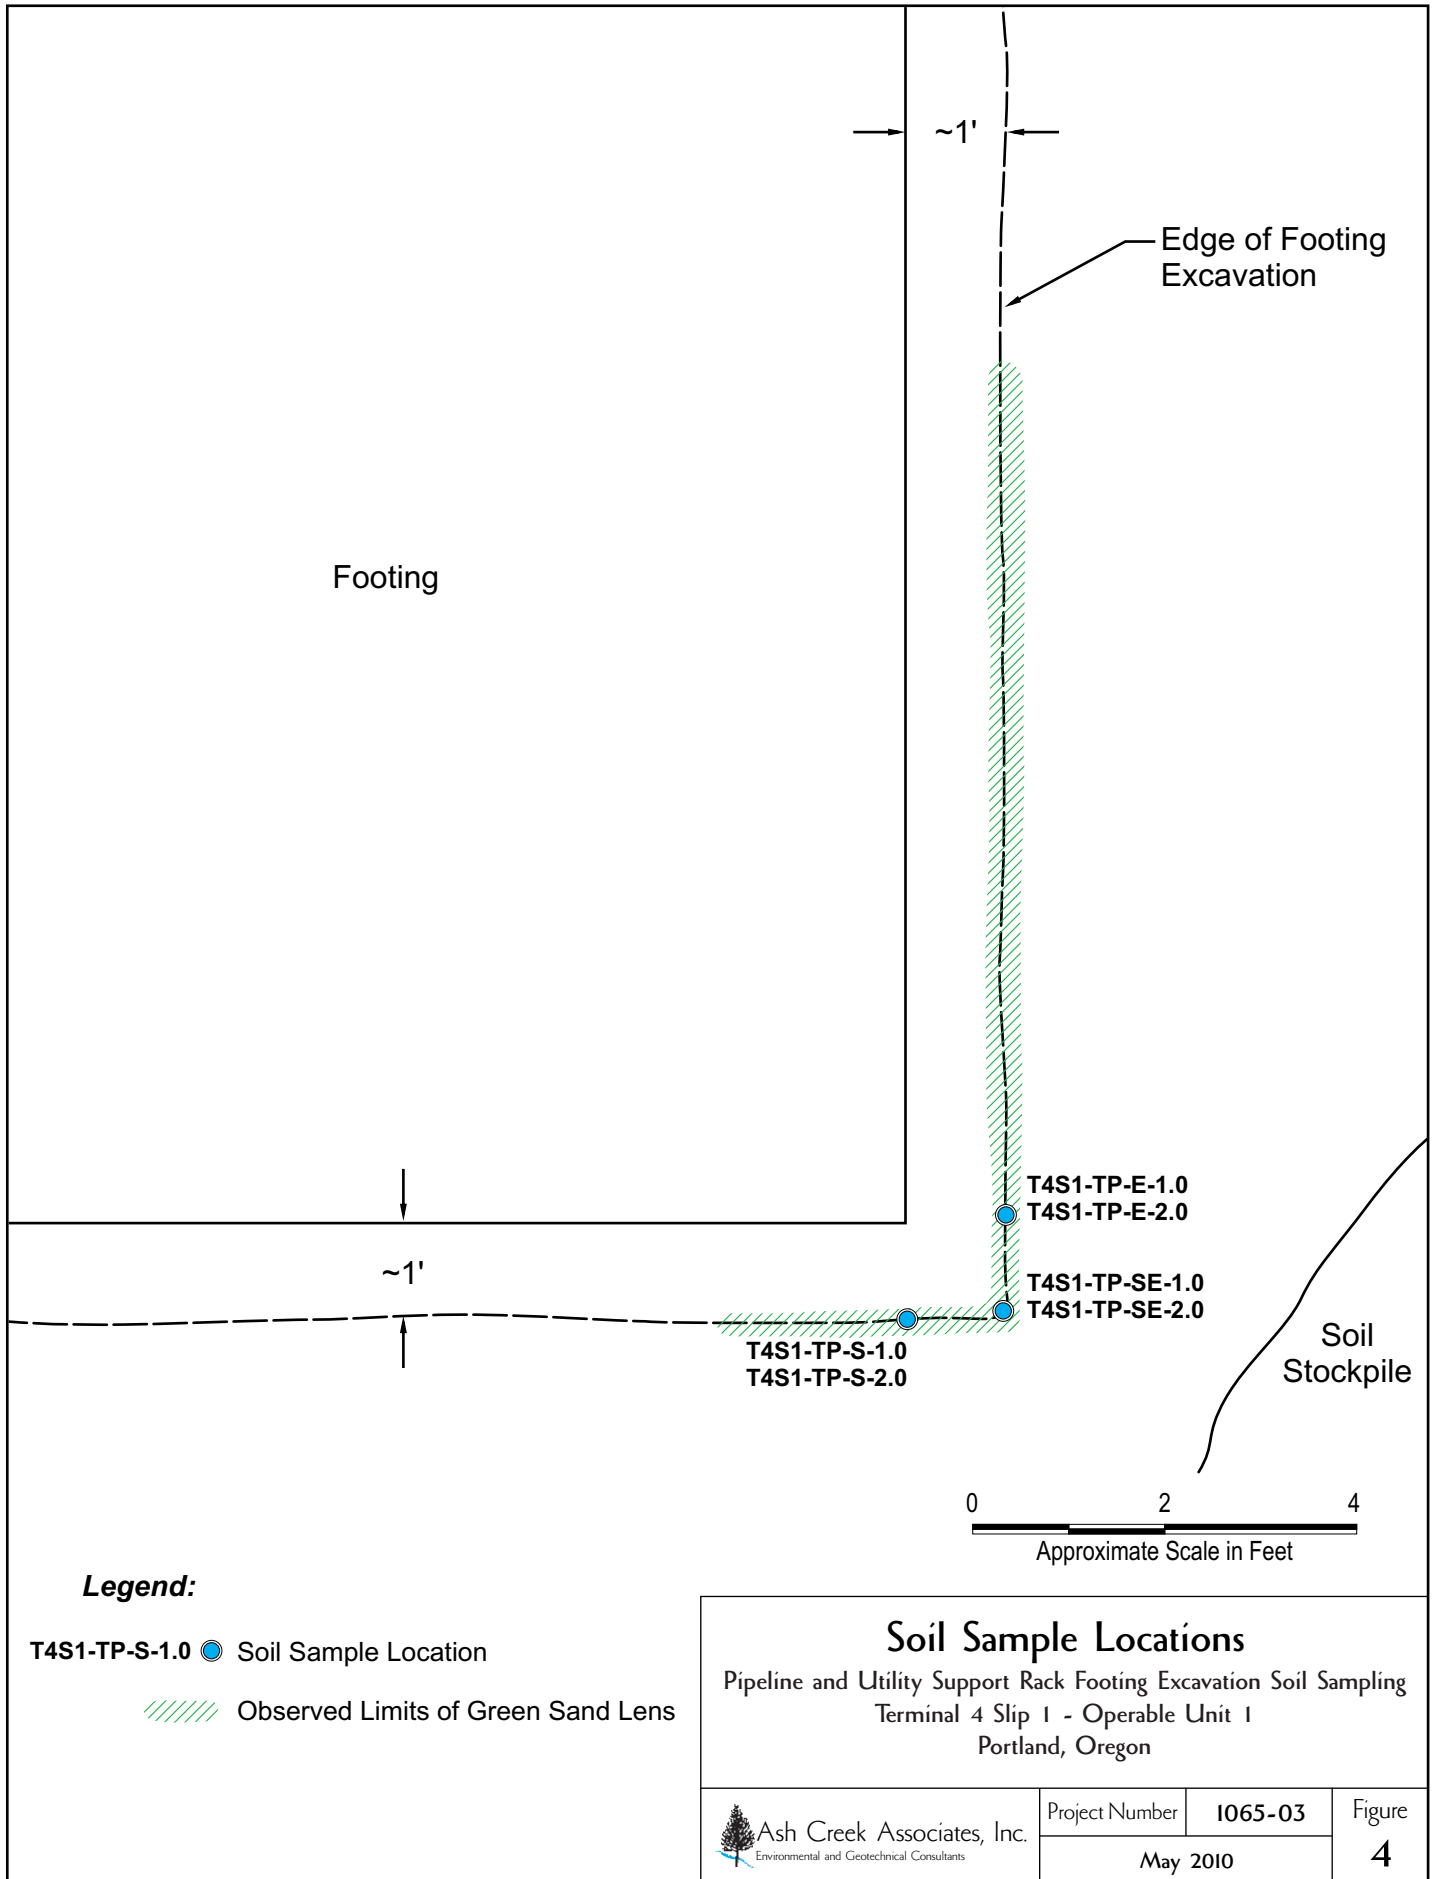 ~1'
Edge of Footing
Excavation
Footing
T4S1-TP-E-1.0
T4S1-TP-E-2.0
~1'
T4S1-TP-SE-1.0
T4S1-TP-SE-2.0
T4S1-TP-S-1.0
T4S1-TP-S-2.0
Soil
Stockpile
0 2 4
Approximate Scale in Feet
Legend:
T4S1-TP-S-1.0 Soil Sample Location
Observed Limits of Green Sand Lens
Soil Sample Locations
Pipeline and Utility Support Rack Footing Excavation Soil Sampling
Terminal 4 Slip 1 - Operable Unit 1
Portland, Oregon
Ash Creek Associates, Inc.
Environmental and Geotechnical Consultants
Project Number 1065-03
May 2010
Figure
4